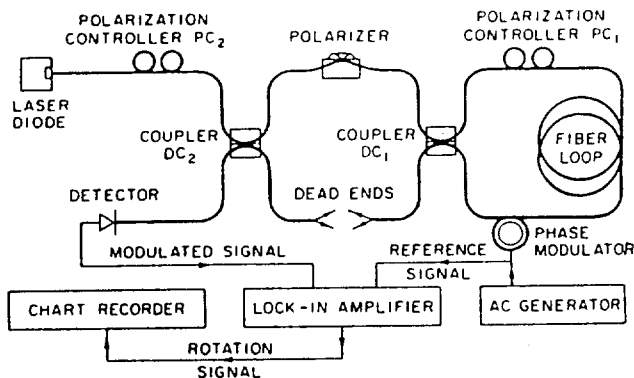 POLARIZATION
CONTROLLER PC2
POLARIZER
POLARIZATION
CONTROLLER PC1
LASER
DIODE
COUPLER
DC2
COUPLER
DC1
FIBER
LOOP
DETECTOR
DEAD ENDS
PHASE
MODULATOR
MODULATED SIGNAL
REFERENCE
SIGNAL
CHART RECORDER
LOCK-IN AMPLIFIER
AC GENERATOR
ROTATION
SIGNAL